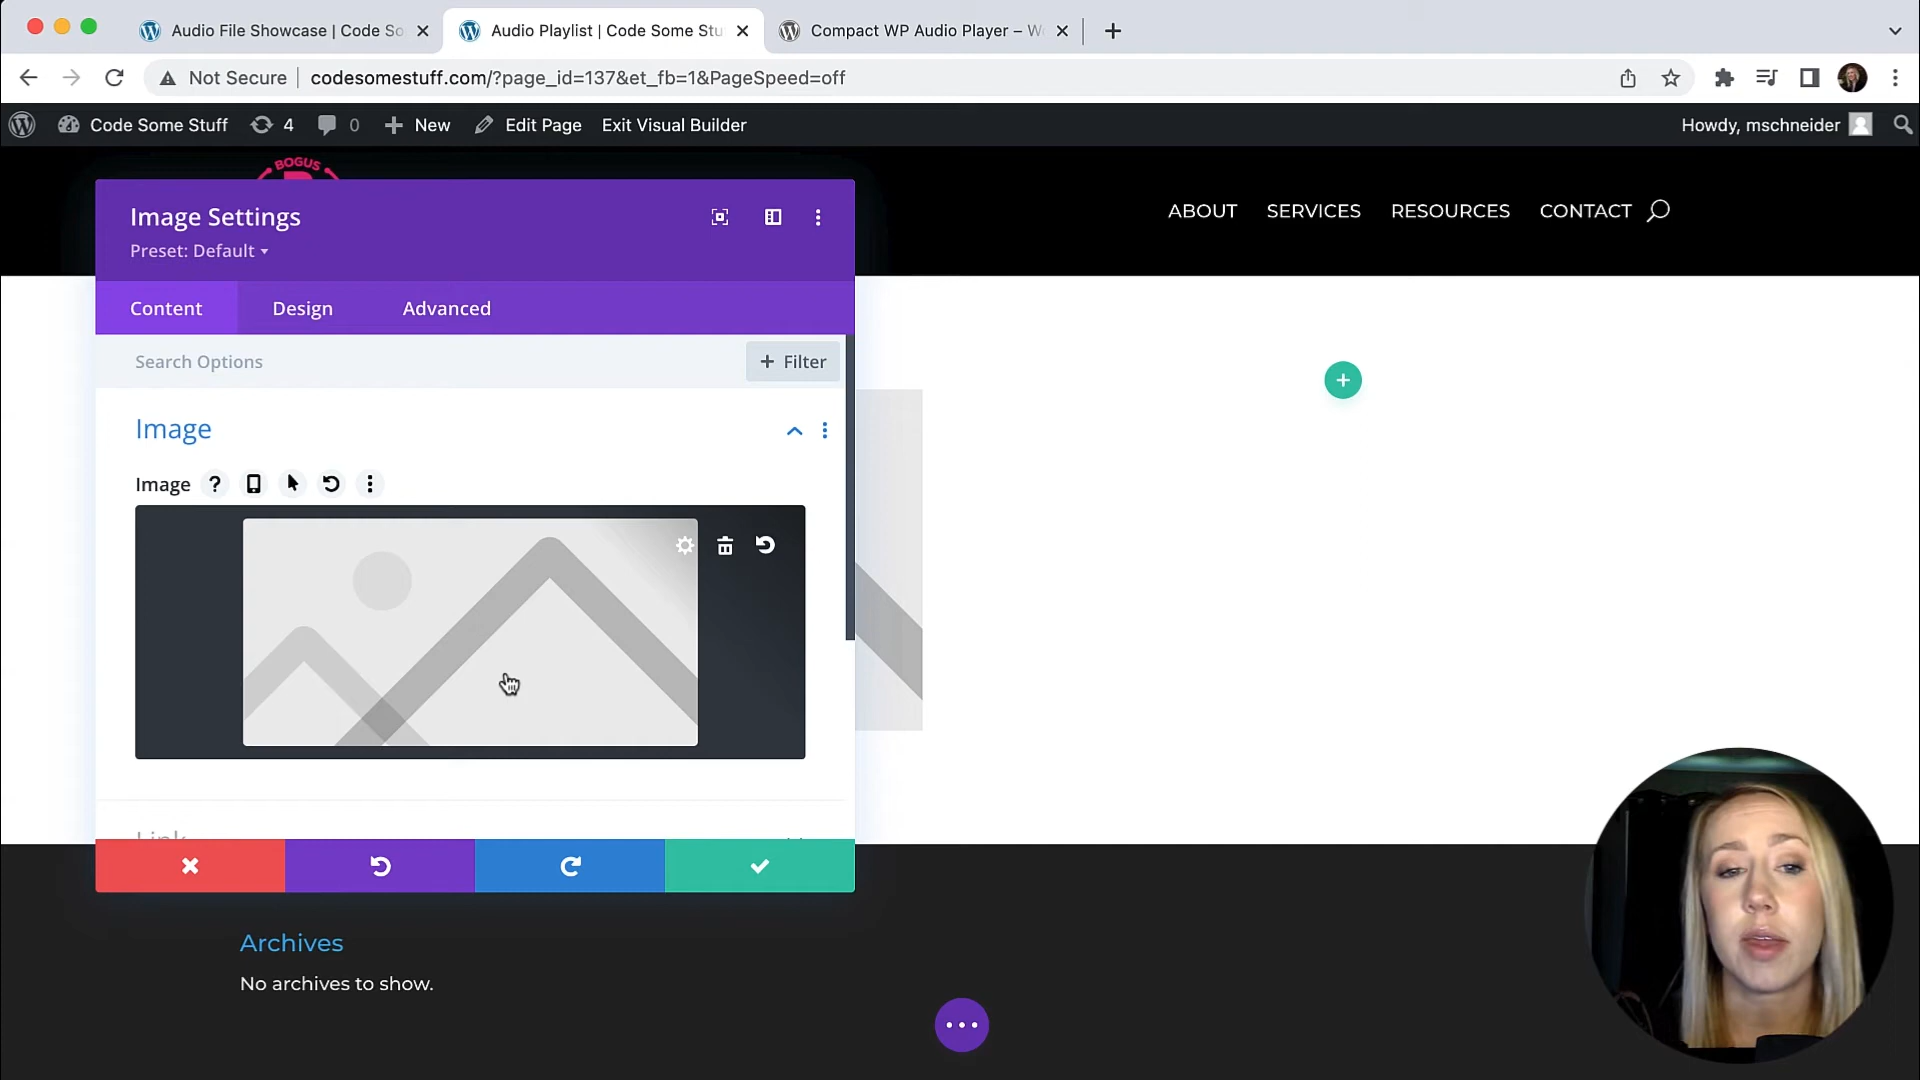 Audio File Showcase | Code So
Audio Playlist | Code Some Stu
Compact WP Audio Player – W
Not Secure
codesomestuff.com/?page_id=137&et_fb=1&PageSpeed=off
Code Some Stuff
4
0
New
Edit Page
Exit Visual Builder
Howdy, mschneider
BOGUS
ABOUT
SERVICES
RESOURCES
CONTACT
Image Settings
Preset: Default
Content
Design
Advanced
Search Options
+ Filter
Image
Image
?
Link
Archives
No archives to show.